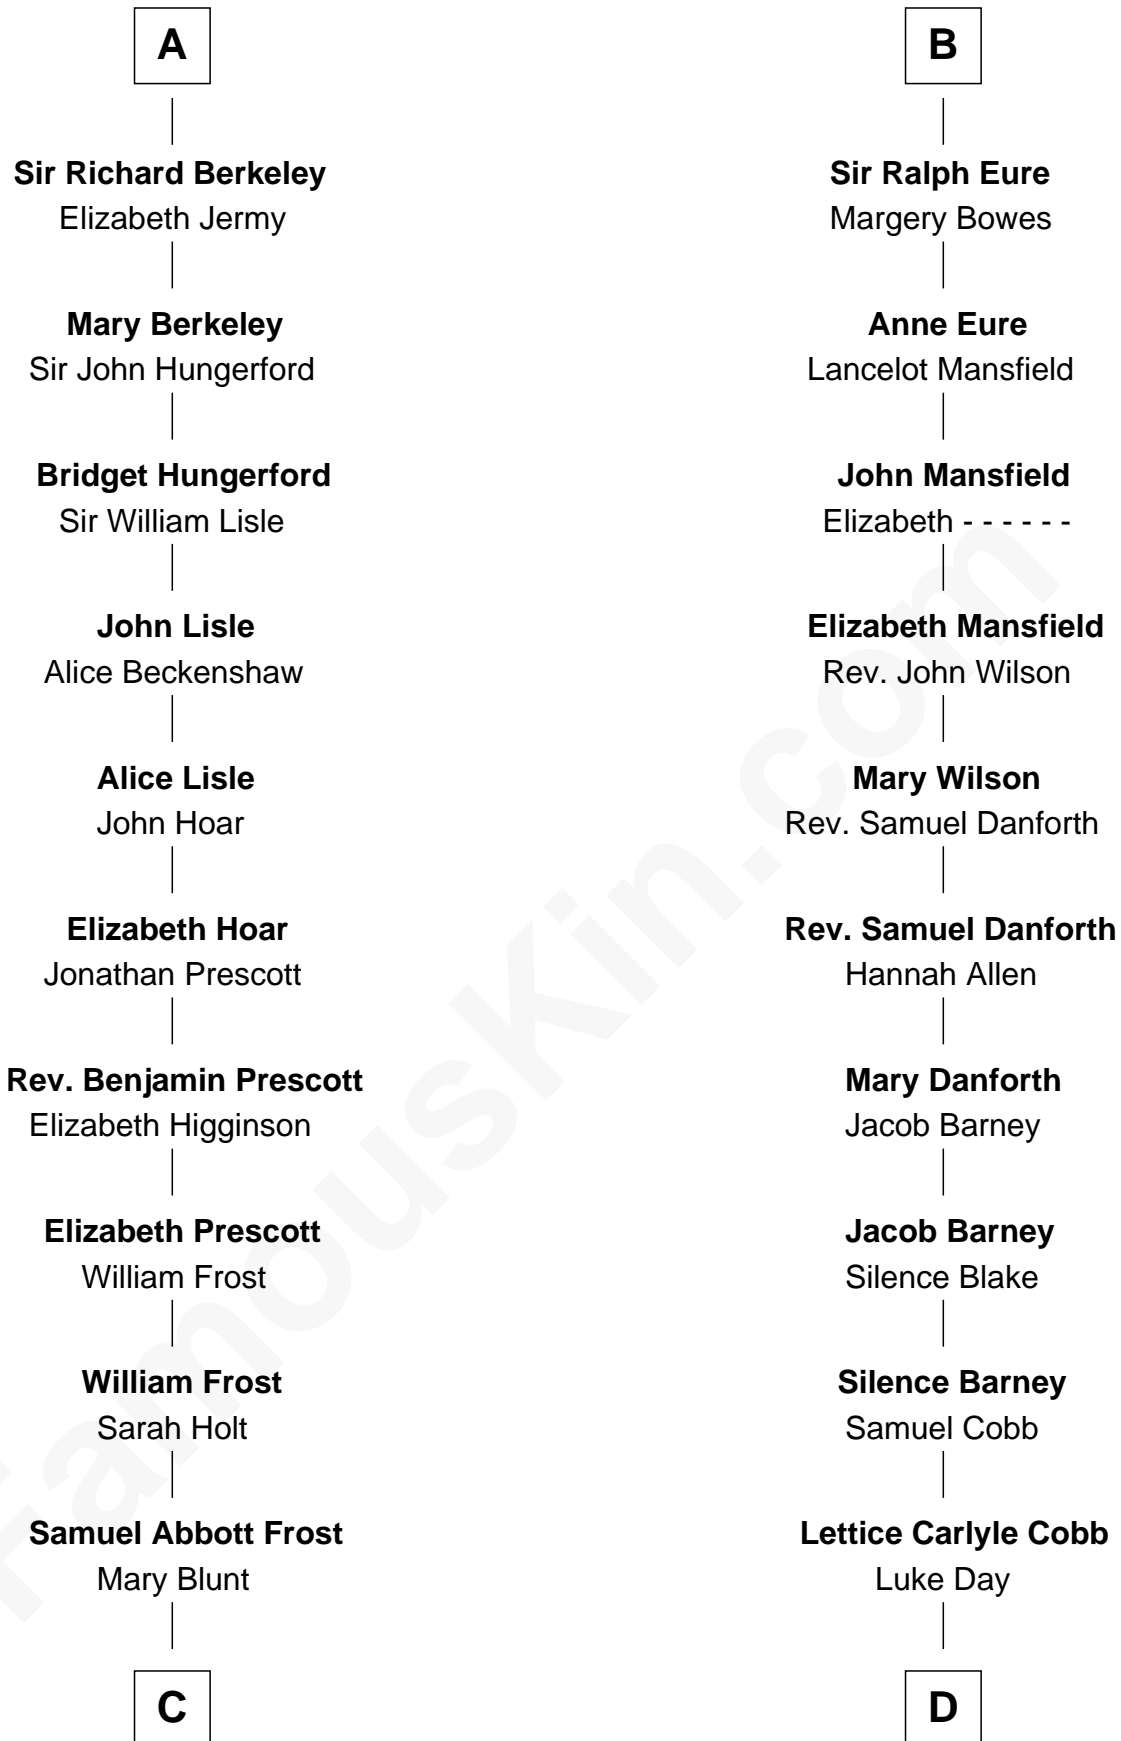 A
Sir Richard Berkeley
Elizabeth Jermy
Mary Berkeley
Sir John Hungerford
Bridget Hungerford
Sir William Lisle
John Lisle
Alice Beckenshaw
Alice Lisle
John Hoar
Elizabeth Hoar
Jonathan Prescott
Rev. Benjamin Prescott
Elizabeth Higginson
Elizabeth Prescott
William Frost
William Frost
Sarah Holt
Samuel Abbott Frost
Mary Blunt
C
B
Sir Ralph Eure
Margery Bowes
Anne Eure
Lancelot Mansfield
John Mansfield
Elizabeth - - - - - -
Elizabeth Mansfield
Rev. John Wilson
Mary Wilson
Rev. Samuel Danforth
Rev. Samuel Danforth
Hannah Allen
Mary Danforth
Jacob Barney
Jacob Barney
Silence Blake
Silence Barney
Samuel Cobb
Lettice Carlyle Cobb
Luke Day
D
FamousKin.com